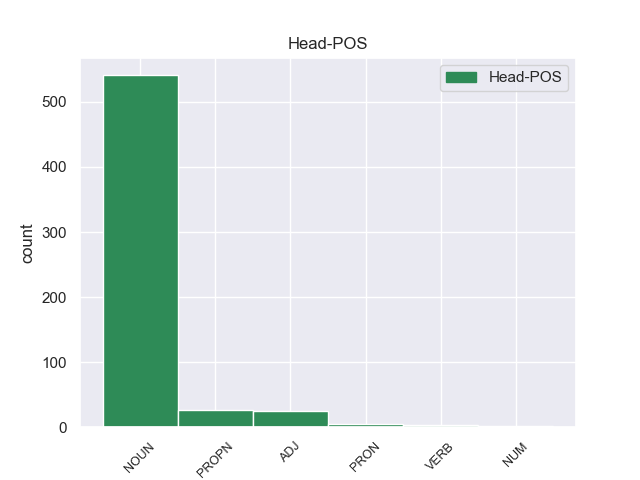 Head-POS
Head-POS
500
400
300
200
100
0
count
NOUN
PROPN
ADJ
PRON
VERB
NUM